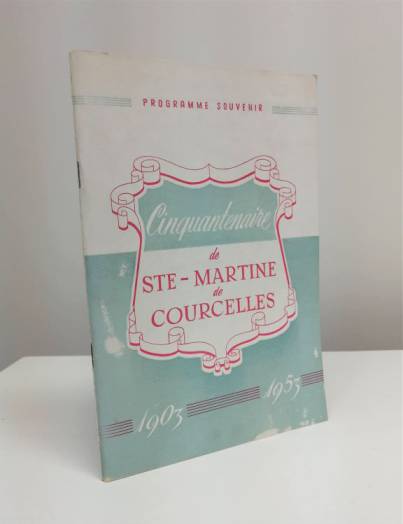 PROGRAMME SOUVENIR
Cinquantenaire
de
STE-MARTINE
de
COURCELLES
1903 1953